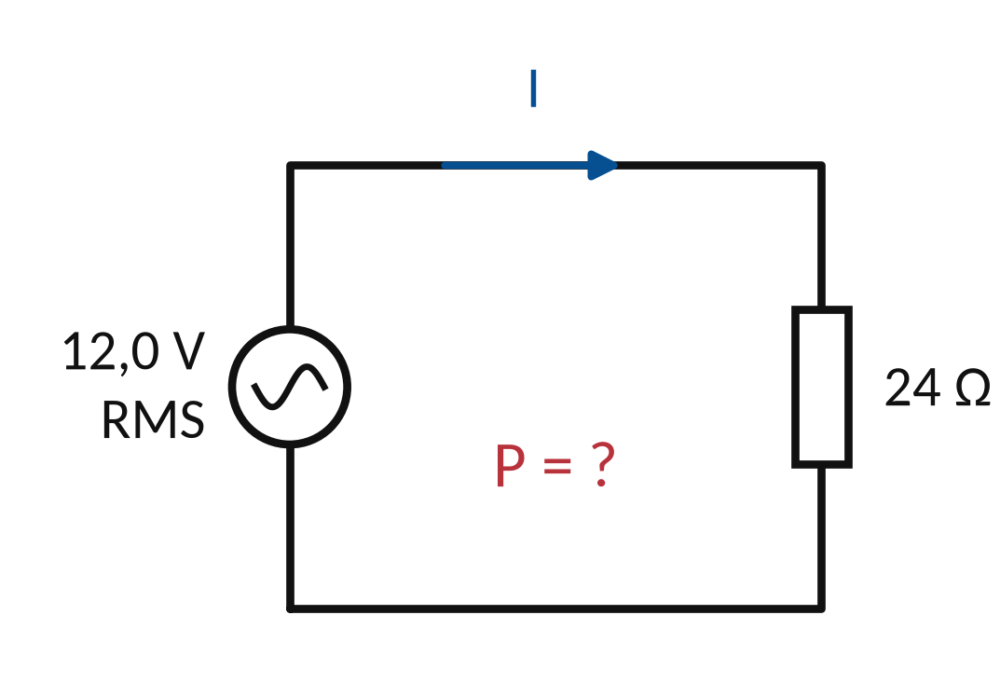 I
12,0 V
RMS
24 Ω
P = ?